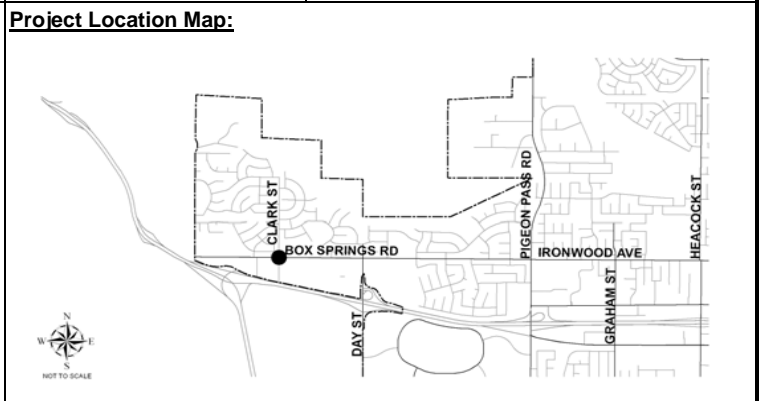 Project Location Map:
CLARK ST
BOX SPRINGS RD
DAY ST
PIGEON PASS RD
IRONWOOD AVE
GRAHAM ST
HEACOCK ST
N
W E
S
NOT TO SCALE